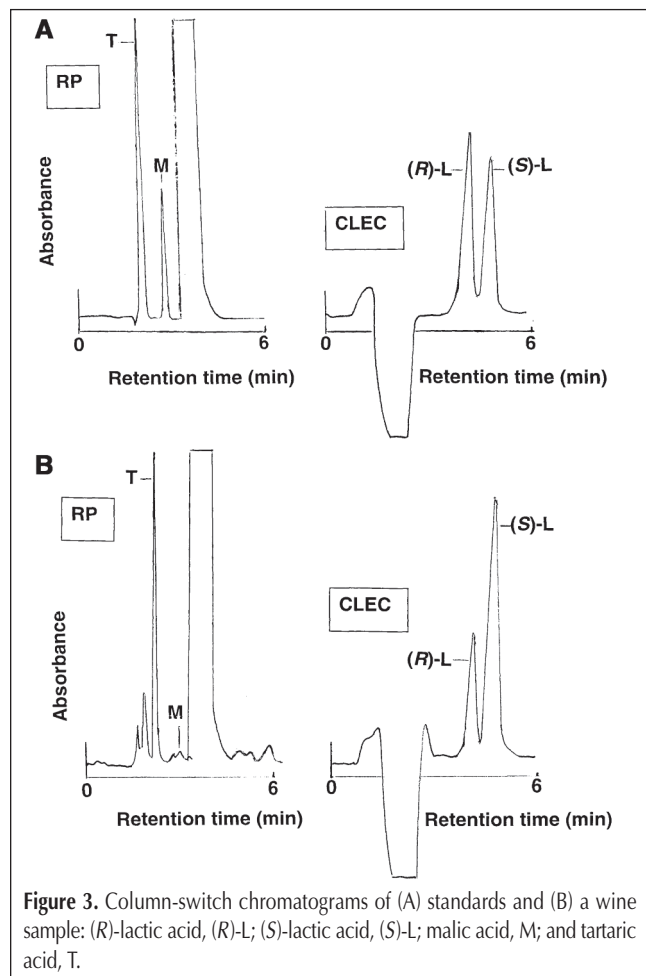 A
T
RP
M
Absorbance
0
6
Retention time (min)
(R)-L
(S)-L
CLEC
0
6
Retention time (min)
B
T
RP
M
Absorbance
0
6
Retention time (min)
(S)-L
CLEC
(R)-L
0
6
Retention time (min)
Figure 3. Column-switch chromatograms of (A) standards and (B) a wine
sample: (R)-lactic acid, (R)-L; (S)-lactic acid, (S)-L; malic acid, M; and tartaric
acid, T.